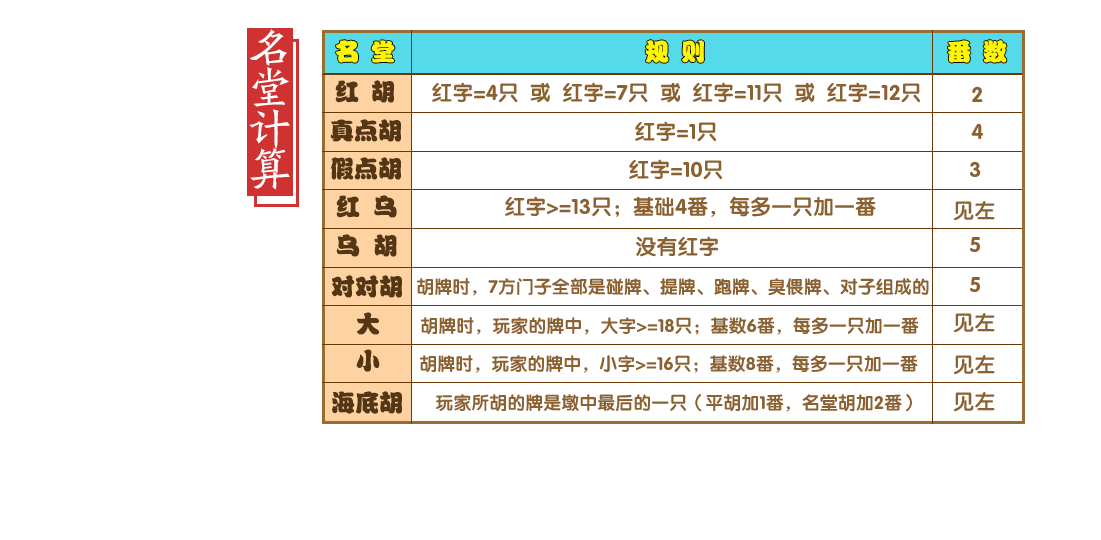 名堂计算
名堂 规则 番数
红胡 红字=4只 或 红字=7只 或 红字=11只 或 红字=12只 2
真点胡 红字=1只 4
假点胡 红字=10只 3
红乌 红字>=13只；基础4番，每多一只加一番 见左
乌胡 没有红字 5
对对胡 胡牌时，7方门子全部是碰牌、提牌、跑牌、臭偎牌、对子组成的 5
大 胡牌时，玩家的牌中，大字>=18只；基数6番，每多一只加一番 见左
小 胡牌时，玩家的牌中，小字>=16只；基数8番，每多一只加一番 见左
海底胡 玩家所胡的牌是墩中最后的一只（平胡加1番，名堂胡加2番） 见左